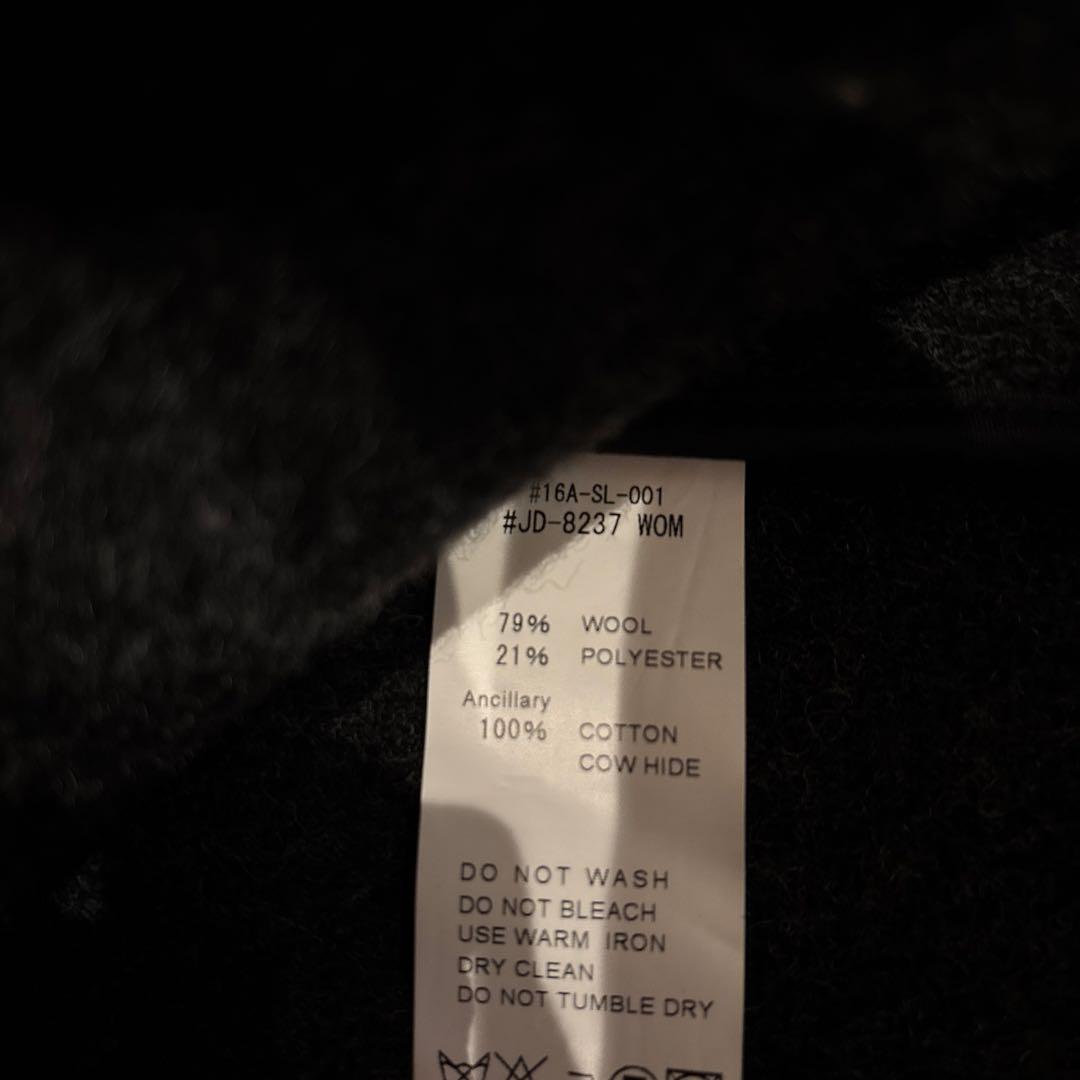 #16A-SL-001
#JD-8237 WOM
79% WOOL
21% POLYESTER
Ancillary
100% COTTON
COW HIDE
DO NOT WASH
DO NOT BLEACH
USE WARM IRON
DRY CLEAN
DO NOT TUMBLE DRY